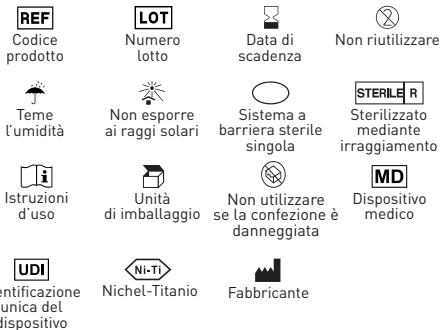 REF
LOT
Codice
prodotto
Numero
lotto
Data di
scadenza
Non riutilizzare
STERILE R
Teme
l'umidità
Non esporre
ai raggi solari
Sistema a
barriera sterile
singola
Sterilizzato
mediante
irraggiamento
i
MD
Istruzioni
d'uso
Unità
di imballaggio
Non utilizzare
se la confezione è
danneggiata
Dispositivo
medico
UDI
Ni-Ti
entificazione
unica del
dispositivo
Nichel-Titanio
Fabbricante